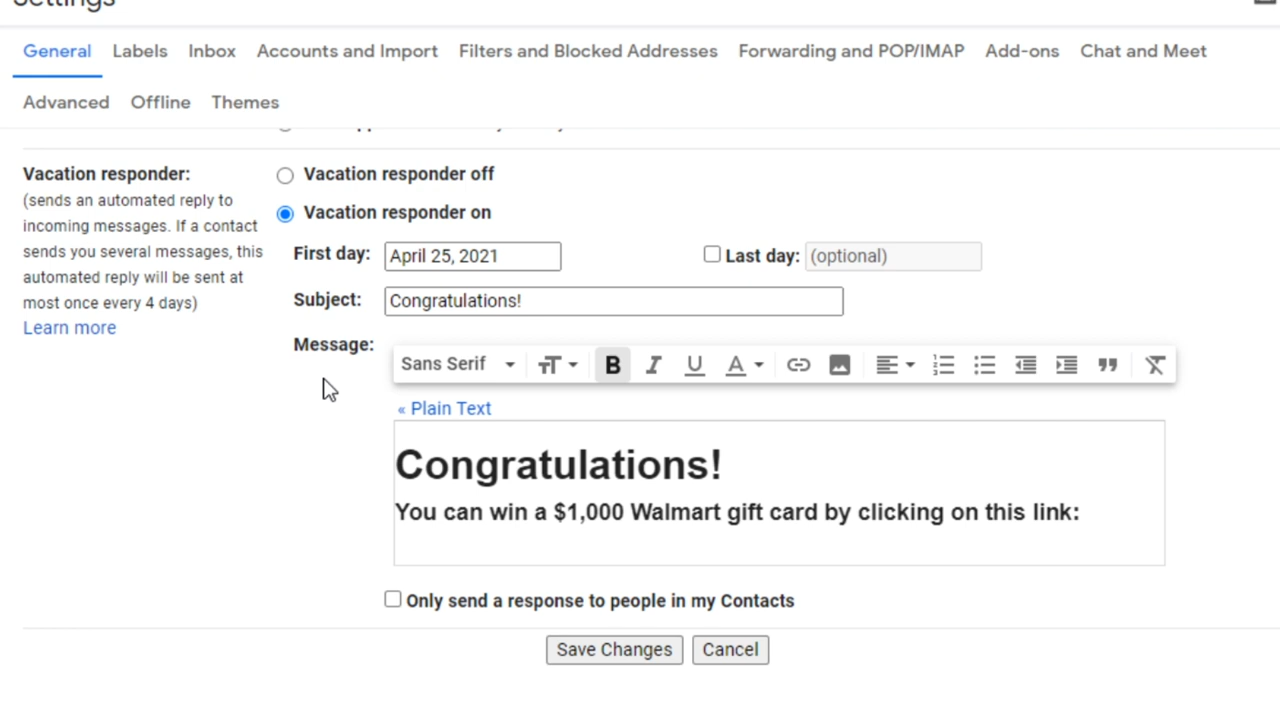 Settings
General Labels Inbox Accounts and Import Filters and Blocked Addresses Forwarding and POP/IMAP Add-ons Chat and Meet
Advanced Offline Themes
Vacation responder:
(sends an automated reply to
incoming messages. If a contact
sends you several messages, this
automated reply will be sent at
most once every 4 days)
Learn more
Vacation responder off
Vacation responder on
First day: April 25, 2021 Last day: (optional)
Subject: Congratulations!
Message:
Sans Serif
« Plain Text
Congratulations!
You can win a $1,000 Walmart gift card by clicking on this link:
Only send a response to people in my Contacts
Save Changes Cancel